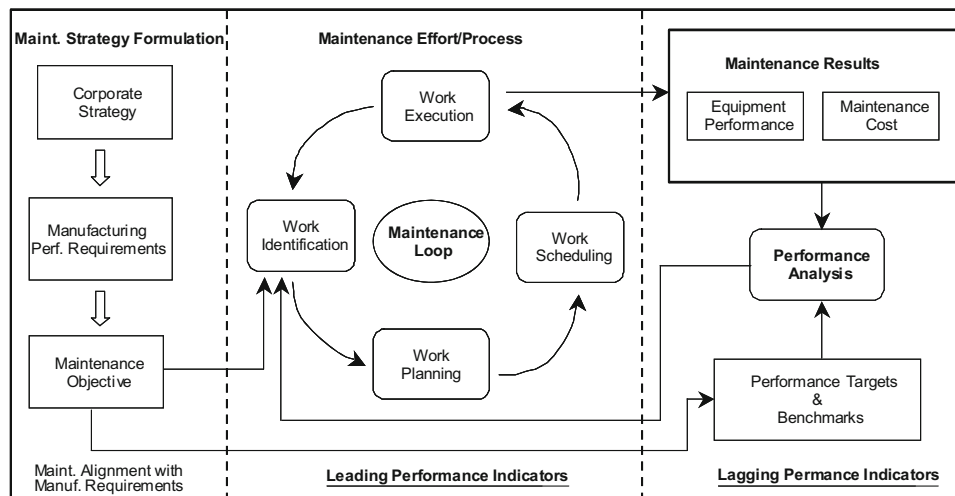 Maint. Strategy Formulation
Corporate
Strategy
Manufacturing
Perf. Requirements
Maintenance
Objective
Maint. Alignment with
Manuf. Requirements
Maintenance Effort/Process
Work
Execution
Work
Identification
Maintenance
Loop
Work
Scheduling
Work
Planning
Leading Performance Indicators
Maintenance Results
Equipment
Performance
Maintenance
Cost
Performance
Analysis
Performance Targets
&
Benchmarks
Lagging Permance Indicators